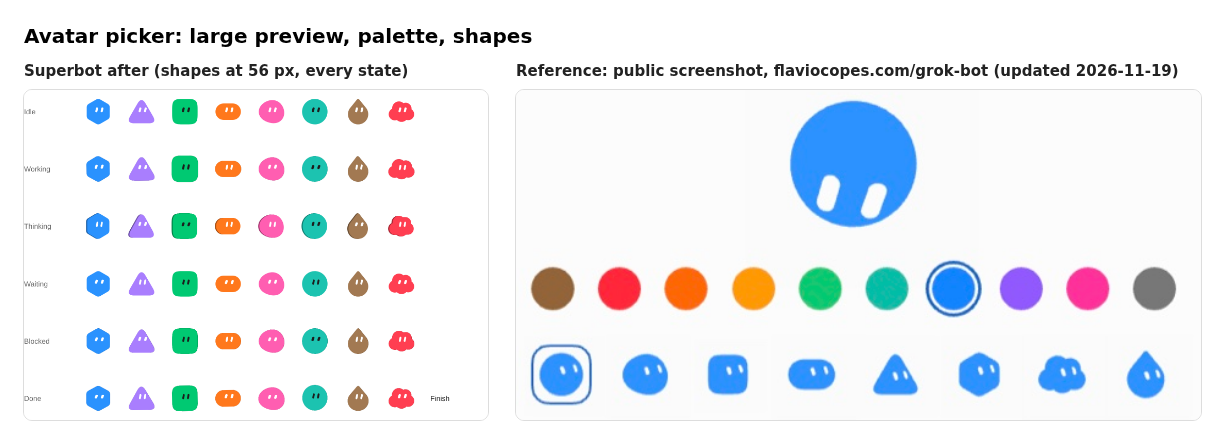 Avatar picker: large preview, palette, shapes
Superbot after (shapes at 56 px, every state)
Reference: public screenshot, flaviocopes.com/grok-bot (updated 2026-11-19)
Idle
Working
Thinking
Waiting
Blocked
Done
Finish